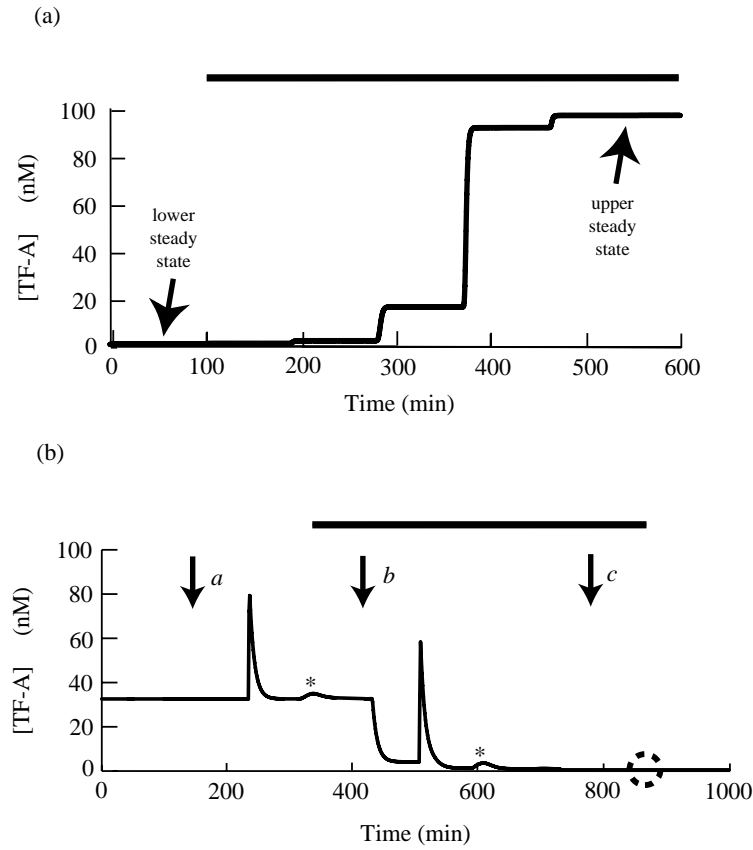 (a)
100
80
60
40
20
0
[TF-A] (nM)
lower
steady
state
upper
steady
state
0 100 200 300 400 500 600
Time (min)
(b)
100
80
60
40
20
0
[TF-A] (nM)
a
b
c
*
*
0 200 400 600 800 1000
Time (min)